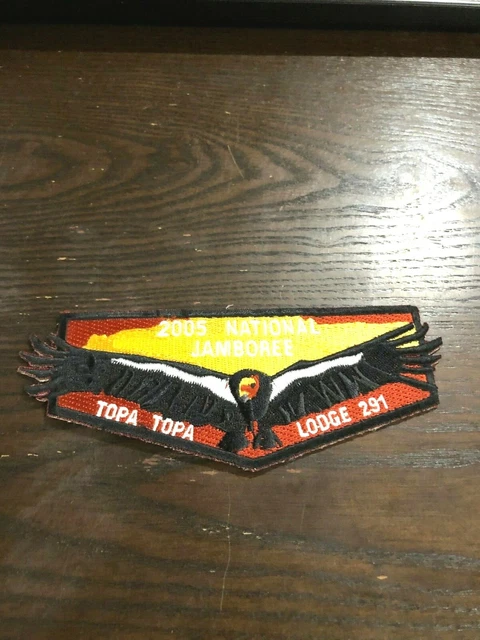 2005 NATIONAL
JAMBOREE
TOPA TOPA
LODGE 291